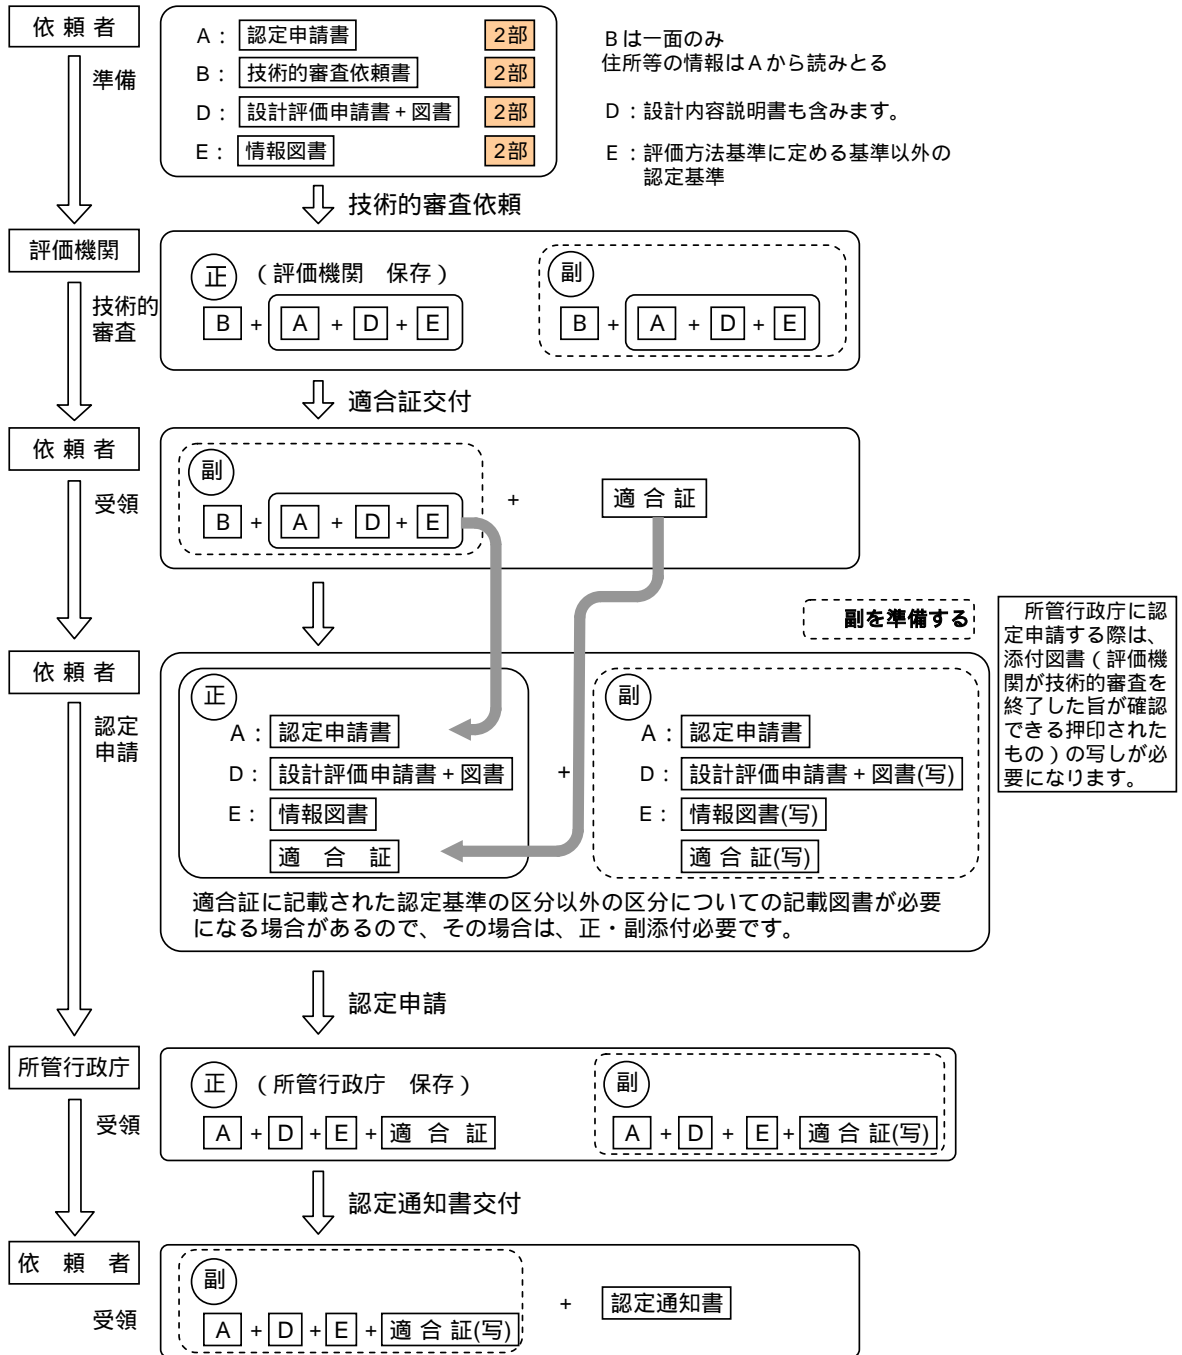 依 頼 者
準備
A： 認定申請書 2部
B： 技術的審査依頼書 2部
D： 設計評価申請書＋図書 2部
E： 情報図書 2部
Ｂは一面のみ
住所等の情報はＡから読みとる
D：設計内容説明書も含みます。
E：評価方法基準に定める基準以外の
認定基準
技術的審査依頼
評価機関
技術的
審査
正 （評価機関　保存）
B + A + D + E
副
B + A + D + E
適合証交付
依 頼 者
受領
副
B + A + D + E
+
適 合 証
副を準備する
所管行政庁に認
定申請する際は、
添付図書（評価機
関が技術的審査を
終了した旨が確認
できる押印された
もの）の写しが必
要になります。
依 頼 者
認定
申請
正
A： 認定申請書
D： 設計評価申請書＋図書
E： 情報図書
適　合　証
+
副
A： 認定申請書
D： 設計評価申請書＋図書(写)
E： 情報図書(写)
適 合 証(写)
適合証に記載された認定基準の区分以外の区分についての記載図書が必要
になる場合があるので、その場合は、正・副添付必要です。
認定申請
所管行政庁
受領
正 （所管行政庁　保存）
A + D + E + 適 合 証
副
A + D + E + 適 合 証(写)
認定通知書交付
依　頼　者
受領
副
A + D + E + 適 合 証(写)
+
認定通知書